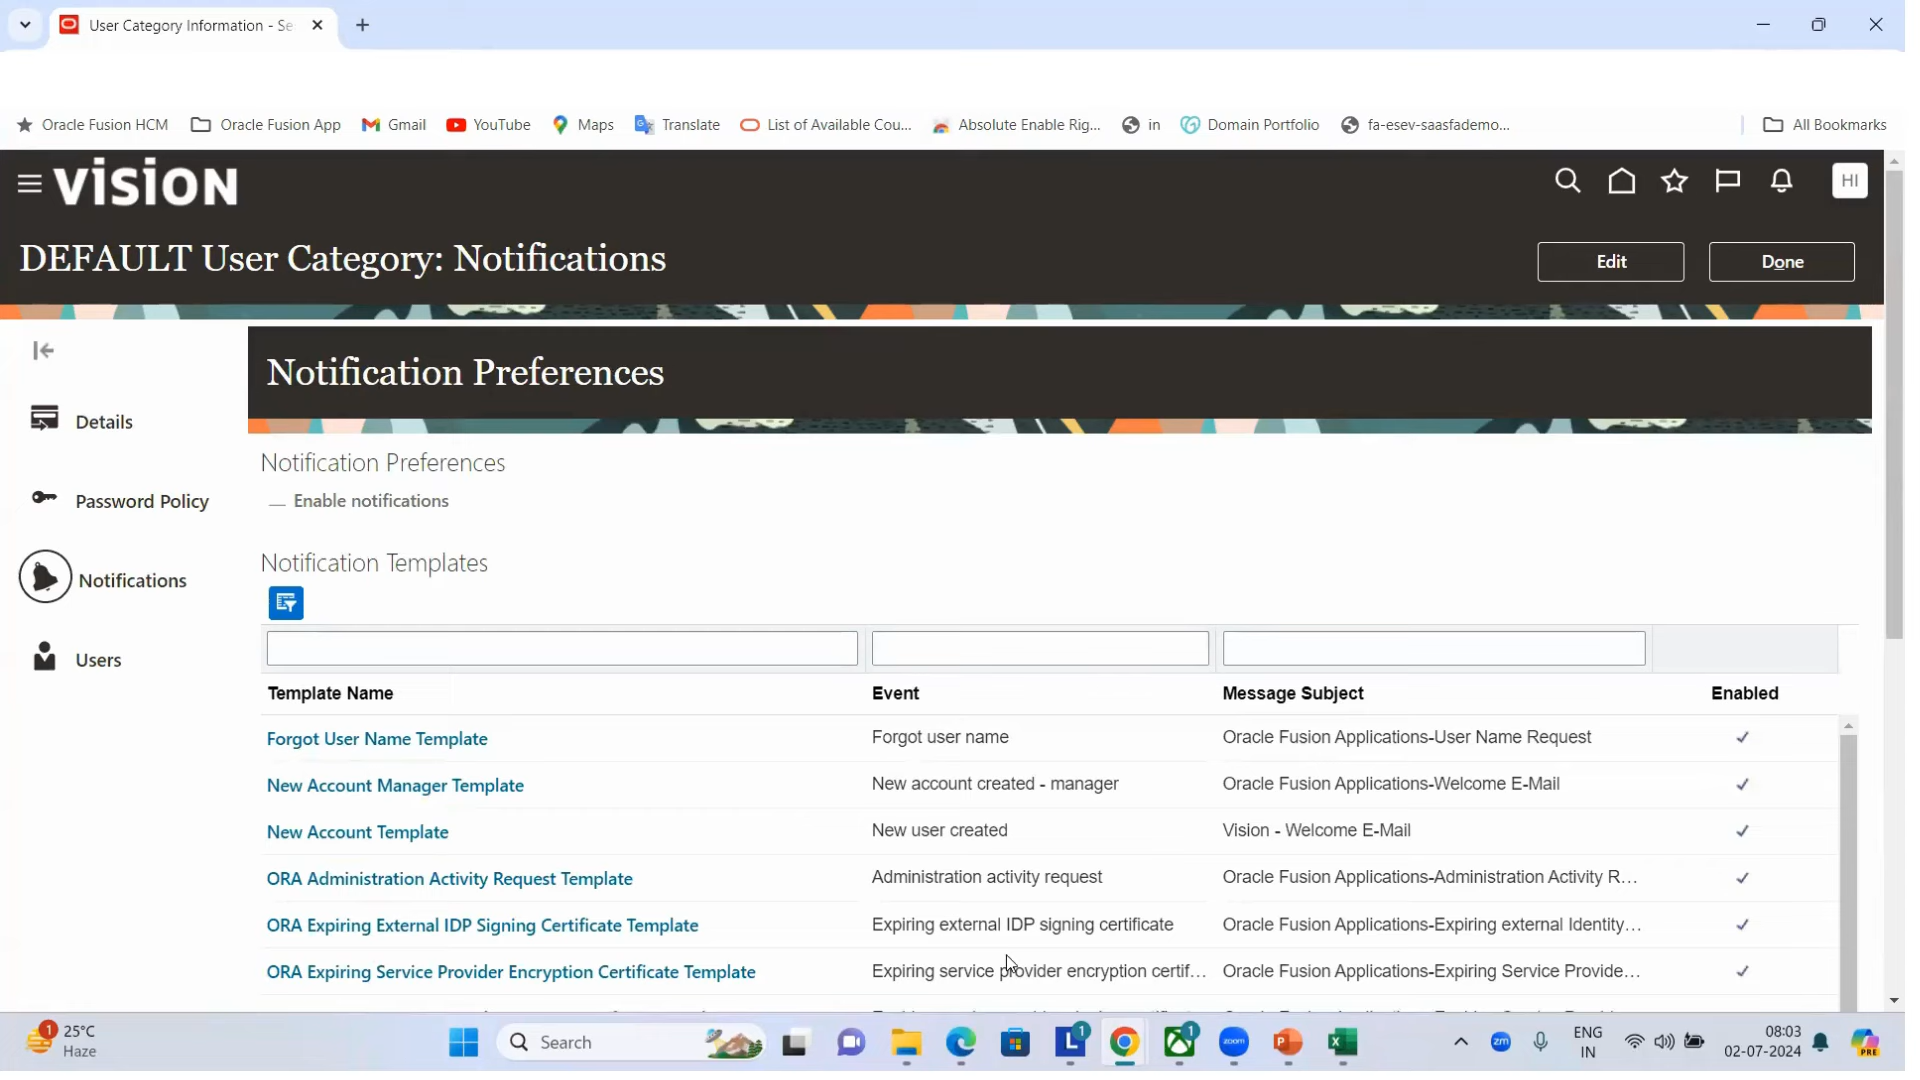 User Category Information - Se
Oracle Fusion HCM
Oracle Fusion App
Gmail
YouTube
Maps
Translate
List of Available Cou...
Absolute Enable Rig...
in
Domain Portfolio
fa-esev-saasfademo...
All Bookmarks
VISION
HI
DEFAULT User Category: Notifications
Edit
Done
Notification Preferences
Details
Notification Preferences
Password Policy
Enable notifications
Notification Templates
Notifications
Users
Template Name Event Message Subject Enabled
Forgot User Name Template Forgot user name Oracle Fusion Applications-User Name Request
New Account Manager Template New account created - manager Oracle Fusion Applications-Welcome E-Mail
New Account Template New user created Vision - Welcome E-Mail
ORA Administration Activity Request Template Administration activity request Oracle Fusion Applications-Administration Activity R...
ORA Expiring External IDP Signing Certificate Template Expiring external IDP signing certificate Oracle Fusion Applications-Expiring external Identity...
ORA Expiring Service Provider Encryption Certificate Template Expiring service provider encryption certif... Oracle Fusion Applications-Expiring Service Provide...
1
25°C
Haze
Search
L
1
1
zoom
P
X
zm
ENG
IN
08:03
02-07-2024
PRE